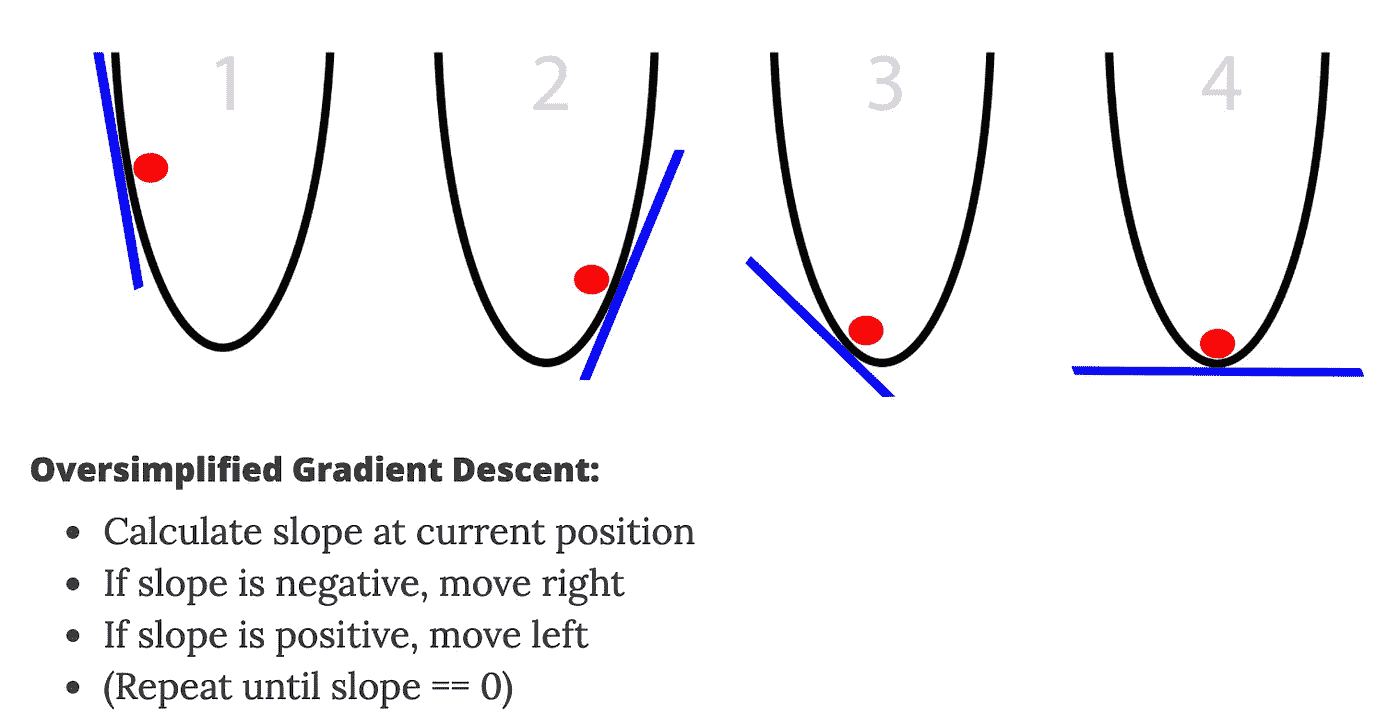 1 2 3 4
Oversimplified Gradient Descent:
• Calculate slope at current position
• If slope is negative, move right
• If slope is positive, move left
• (Repeat until slope == 0)